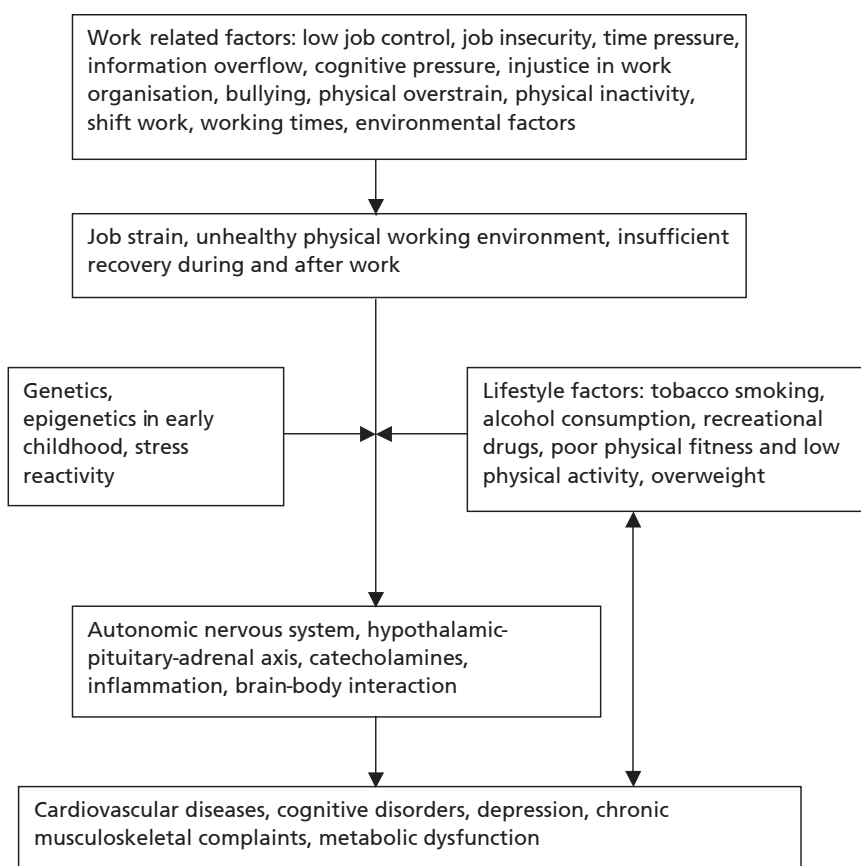 Work related factors: low job control, job insecurity, time pressure,
information overflow, cognitive pressure, injustice in work
organisation, bullying, physical overstrain, physical inactivity,
shift work, working times, environmental factors
Job strain, unhealthy physical working environment, insufficient
recovery during and after work
Genetics,
epigenetics in early
childhood, stress
reactivity
Lifestyle factors: tobacco smoking,
alcohol consumption, recreational
drugs, poor physical fitness and low
physical activity, overweight
Autonomic nervous system, hypothalamic-
pituitary-adrenal axis, catecholamines,
inflammation, brain-body interaction
Cardiovascular diseases, cognitive disorders, depression, chronic
musculoskeletal complaints, metabolic dysfunction